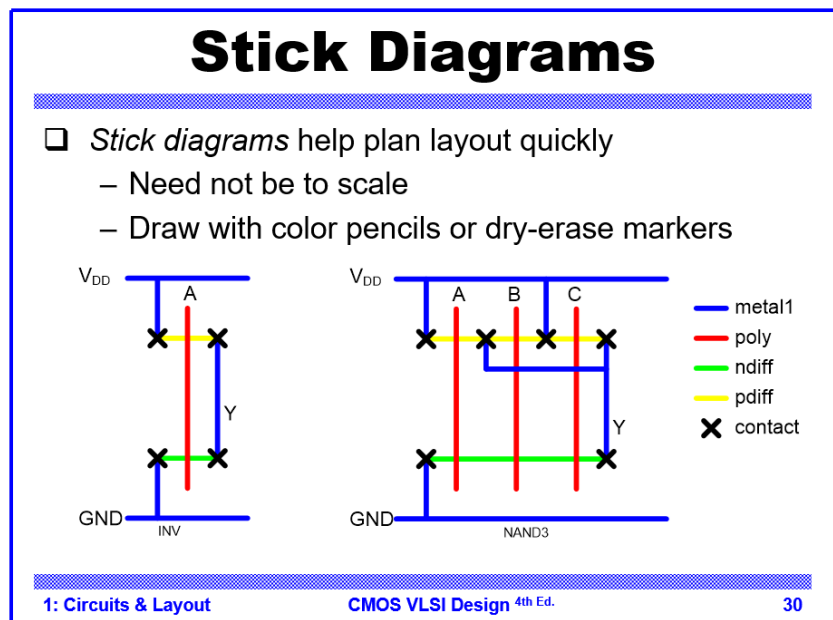 Stick Diagrams
❑ Stick diagrams help plan layout quickly
– Need not be to scale
– Draw with color pencils or dry-erase markers
VDD
A
Y
GND
INV
VDD
A B C
Y
GND
NAND3
metal1
poly
ndiff
pdiff
contact
1: Circuits & Layout CMOS VLSI Design 4th Ed. 30